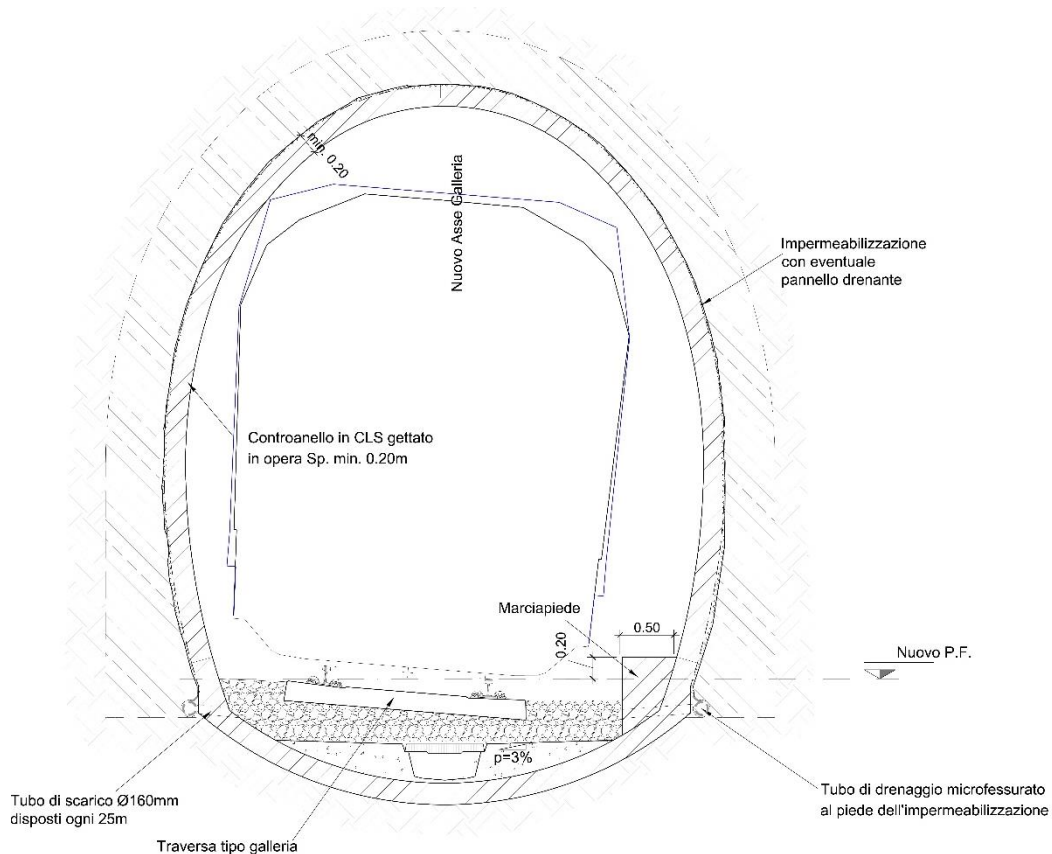 min. 0.20
Nuovo Asse Galleria
Impermeabilizzazione
con eventuale
pannello drenante
Controanello in CLS gettato
in opera Sp. min. 0.20m
Marciapiede
0.50
0.20
Nuovo P.F.
p=3%
Tubo di scarico Ø160mm
disposti ogni 25m
Traversa tipo galleria
Tubo di drenaggio microfessurato
al piede dell'impermeabilizzazione